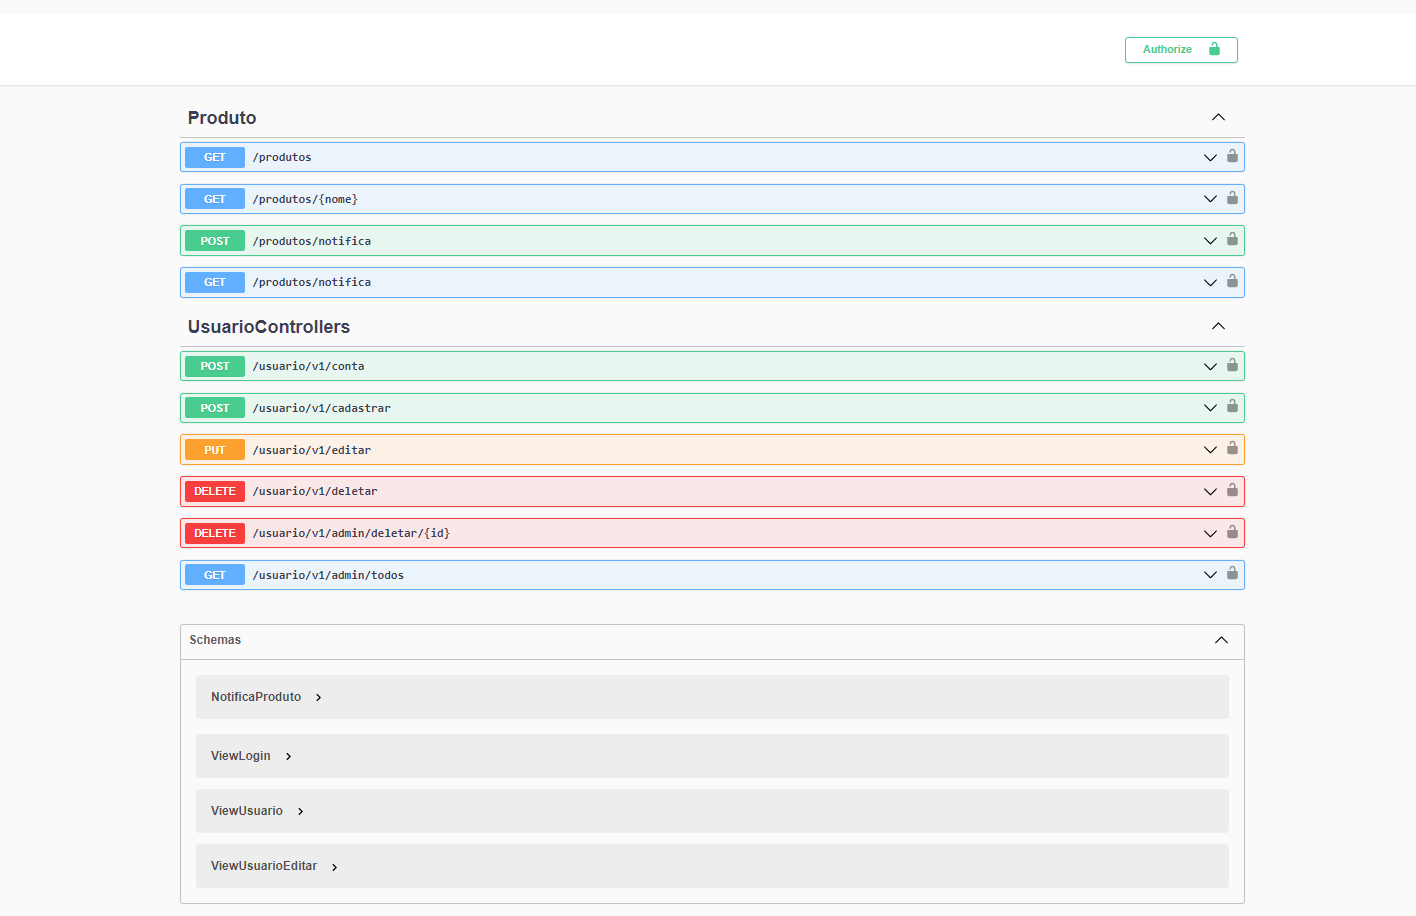 Authorize
Produto
GET /produtos
GET /produtos/{nome}
POST /produtos/notifica
GET /produtos/notifica
UsuarioControllers
POST /usuario/v1/conta
POST /usuario/v1/cadastrar
PUT /usuario/v1/editar
DELETE /usuario/v1/deletar
DELETE /usuario/v1/admin/deletar/{id}
GET /usuario/v1/admin/todos
Schemas
NotificaProduto
ViewLogin
ViewUsuario
ViewUsuarioEditar